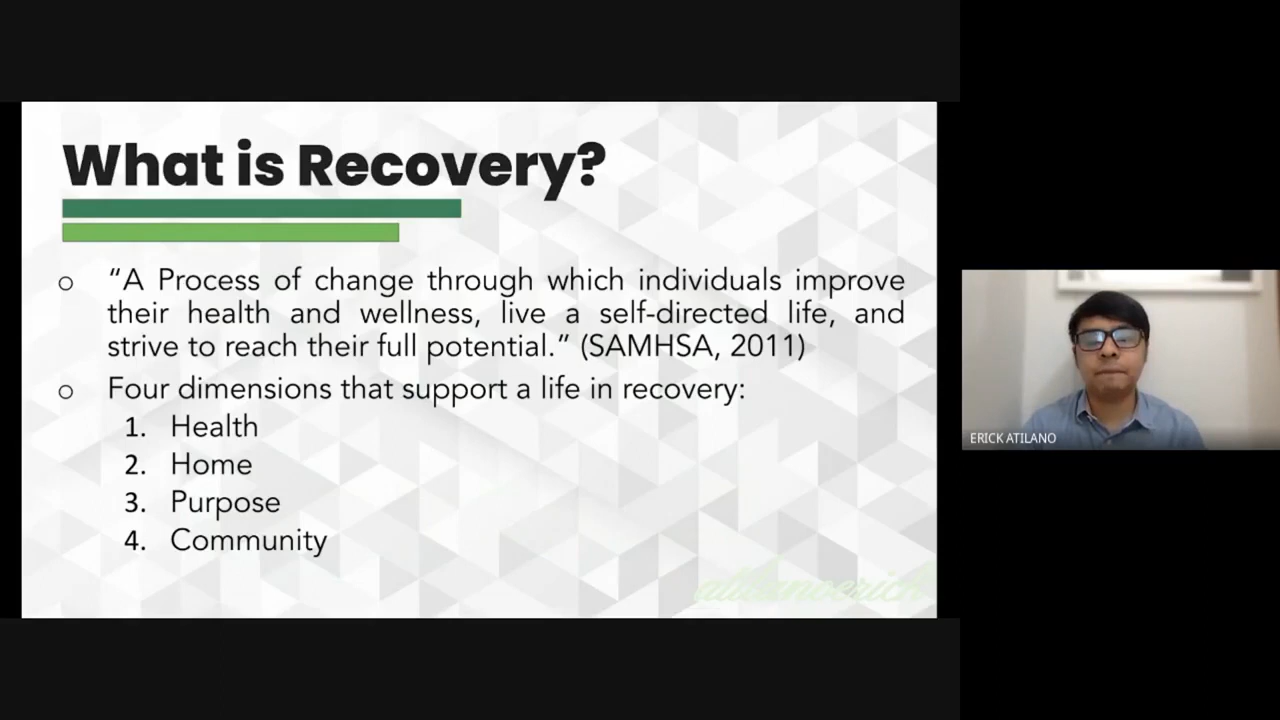 What is Recovery?
o “A Process of change through which individuals improve
their health and wellness, live a self-directed life, and
strive to reach their full potential.” (SAMHSA, 2011)
o Four dimensions that support a life in recovery:
1. Health
2. Home
3. Purpose
4. Community
atilanoerick
ERICK ATILANO